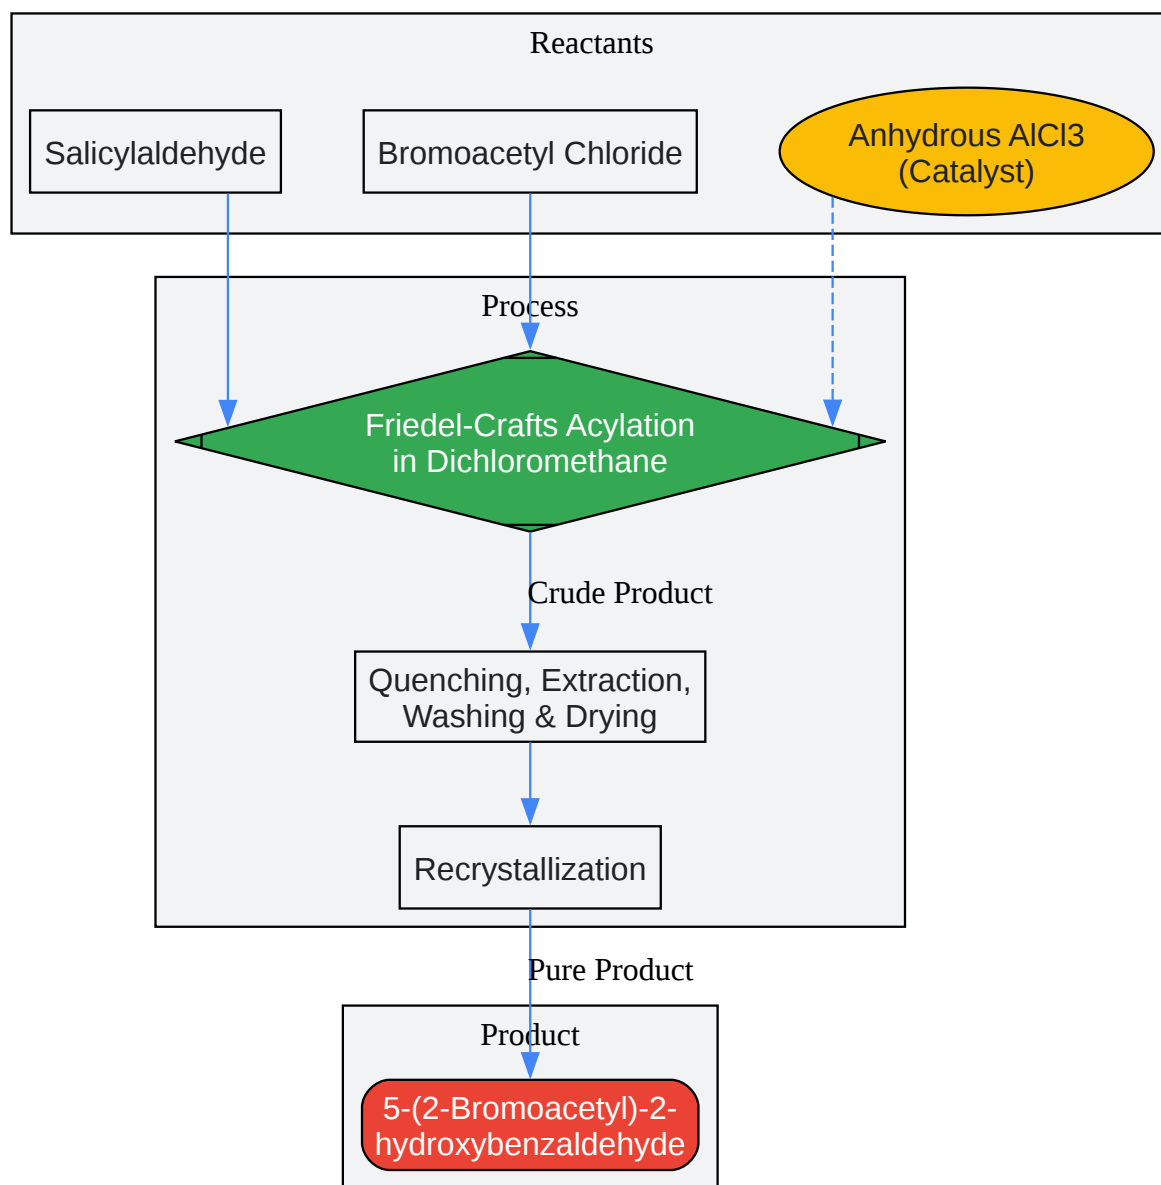 Reactants
Salicylaldehyde
Bromoacetyl Chloride
Anhydrous AlCl3
(Catalyst)
Process
Friedel-Crafts Acylation
in Dichloromethane
Crude Product
Quenching, Extraction,
Washing & Drying
Recrystallization
Pure Product
Product
5-(2-Bromoacetyl)-2-
hydroxybenzaldehyde